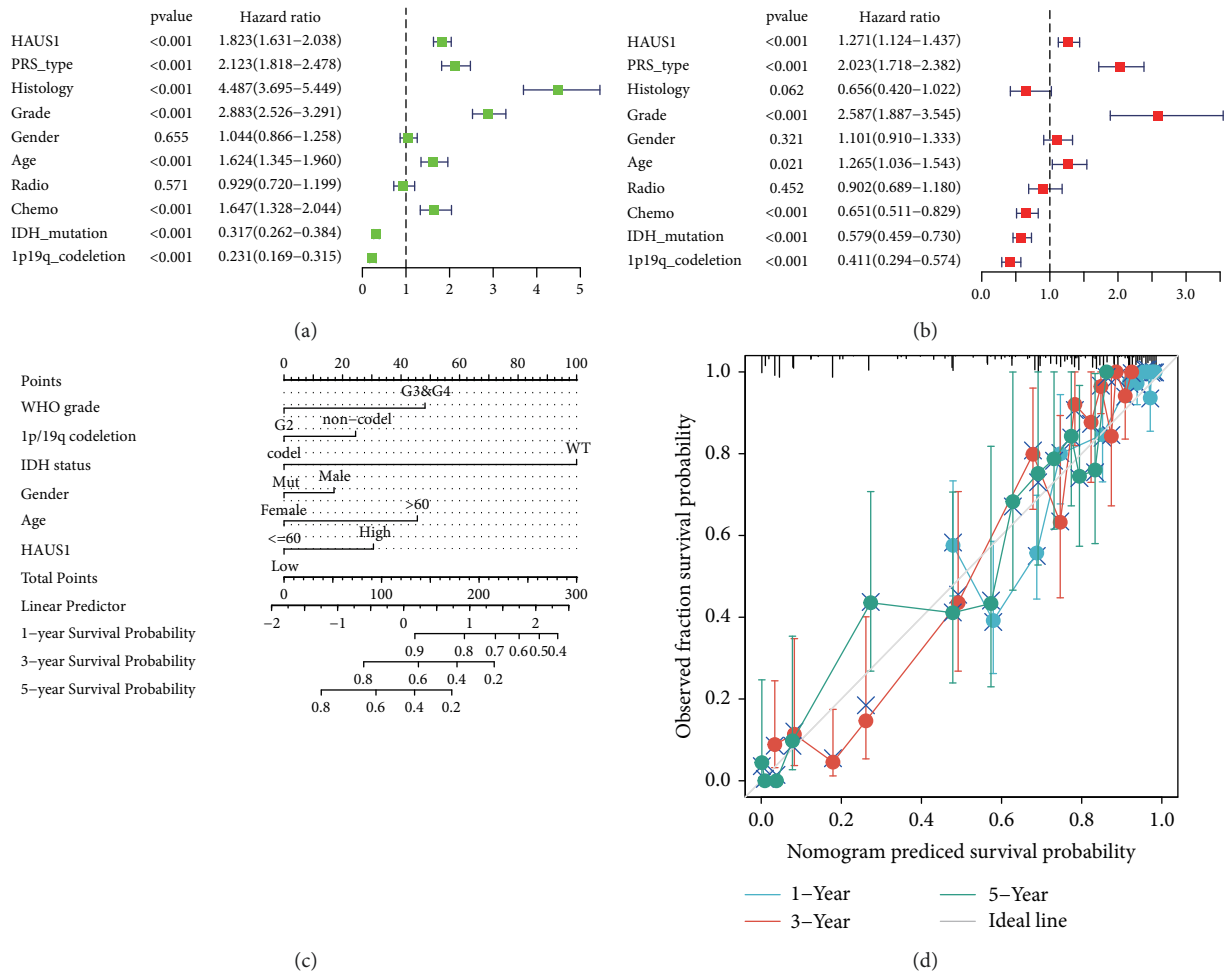 pvalue Hazard ratio
HAUS1 <0.001 1.823(1.631−2.038)
PRS_type <0.001 2.123(1.818−2.478)
Histology <0.001 4.487(3.695−5.449)
Grade <0.001 2.883(2.526−3.291)
Gender 0.655 1.044(0.866−1.258)
Age <0.001 1.624(1.345−1.960)
Radio 0.571 0.929(0.720−1.199)
Chemo <0.001 1.647(1.328−2.044)
IDH_mutation <0.001 0.317(0.262−0.384)
1p19q_codeletion <0.001 0.231(0.169−0.315)
0 1 2 3 4 5
(a)
pvalue Hazard ratio
HAUS1 <0.001 1.271(1.124−1.437)
PRS_type <0.001 2.023(1.718−2.382)
Histology 0.062 0.656(0.420−1.022)
Grade <0.001 2.587(1.887−3.545)
Gender 0.321 1.101(0.910−1.333)
Age 0.021 1.265(1.036−1.543)
Radio 0.452 0.902(0.689−1.180)
Chemo <0.001 0.651(0.511−0.829)
IDH_mutation <0.001 0.579(0.459−0.730)
1p19q_codeletion <0.001 0.411(0.294−0.574)
0.0 1.0 2.0 3.0
(b)
0 20 40 60 80 100
Points
G3&G4
WHO grade
G2 non−codel
1p/19q codeletion
codel WT
IDH status
Mut Male
Gender
Female >60
Age
<=60 High
HAUS1
Low
Total Points
0 100 200 300
Linear Predictor
−2 −1 0 1 2
1−year Survival Probability
0.9 0.8 0.7 0.6 0.5 0.4
3−year Survival Probability
0.8 0.6 0.4 0.2
5−year Survival Probability
0.8 0.6 0.4 0.2
(c)
Observed fraction survival probability
1.0
0.8
0.6
0.4
0.2
0.0
0.0 0.2 0.4 0.6 0.8 1.0
Nomogram prediced survival probability
1−Year 5−Year
3−Year Ideal line
(d)